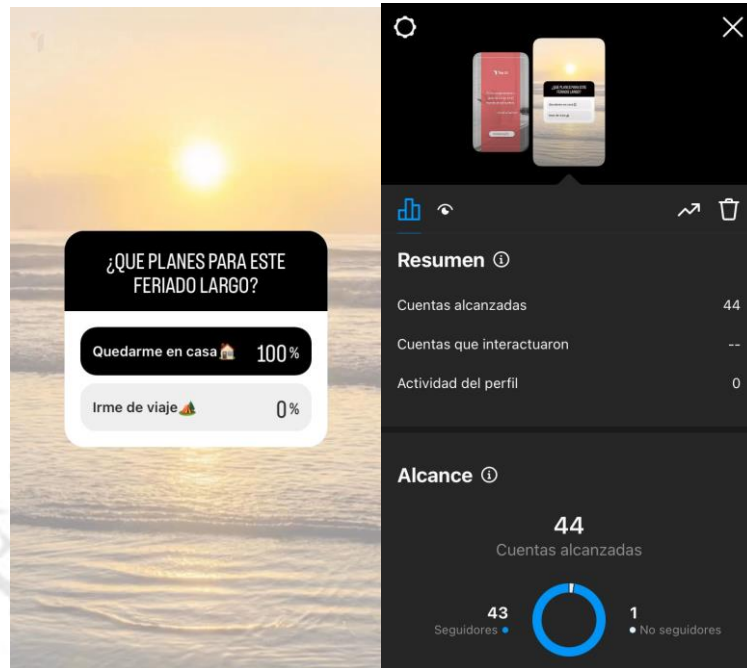 ¿QUE PLANES PARA ESTE
FERIADO LARGO?
Quedarme en casa🏠 100%
Irme de viaje🏕️ 0%
Resumen
Cuentas alcanzadas 44
Cuentas que interactuaron --
Actividad del perfil 0
Alcance
44
Cuentas alcanzadas
43 1
Seguidores No seguidores